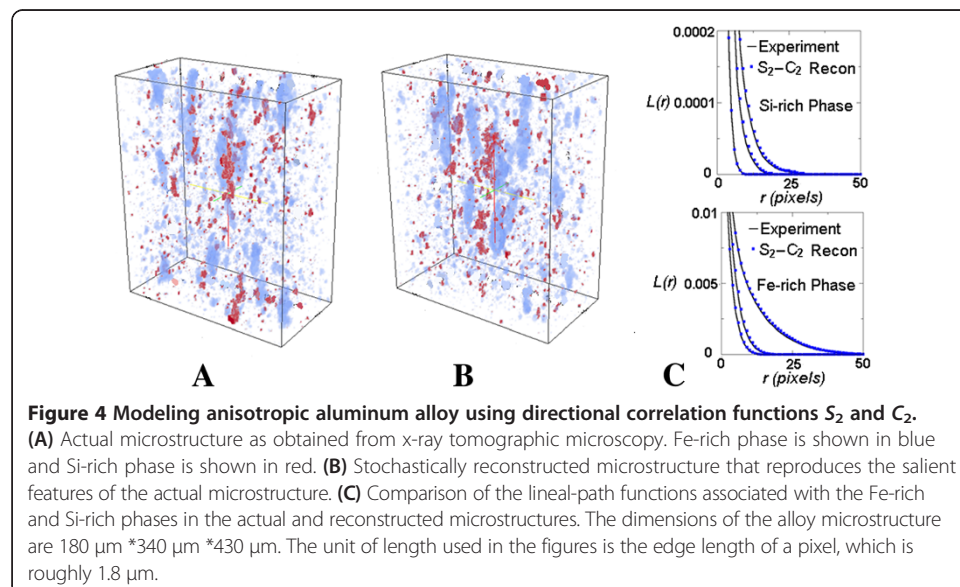 0.0002
Experiment
S₂–C₂ Recon
L(r)
0.0001
Si-rich Phase
0
0
25
50
r (pixels)
0.01
Experiment
S₂–C₂ Recon
L(r)
0.005
Fe-rich Phase
0
0
25
50
r (pixels)
A
B
C
Figure 4 Modeling anisotropic aluminum alloy using directional correlation functions S₂ and C₂.
(A) Actual microstructure as obtained from x-ray tomographic microscopy. Fe-rich phase is shown in blue
and Si-rich phase is shown in red. (B) Stochastically reconstructed microstructure that reproduces the salient
features of the actual microstructure. (C) Comparison of the lineal-path functions associated with the Fe-rich
and Si-rich phases in the actual and reconstructed microstructures. The dimensions of the alloy microstructure
are 180 μm *340 μm *430 μm. The unit of length used in the figures is the edge length of a pixel, which is
roughly 1.8 μm.